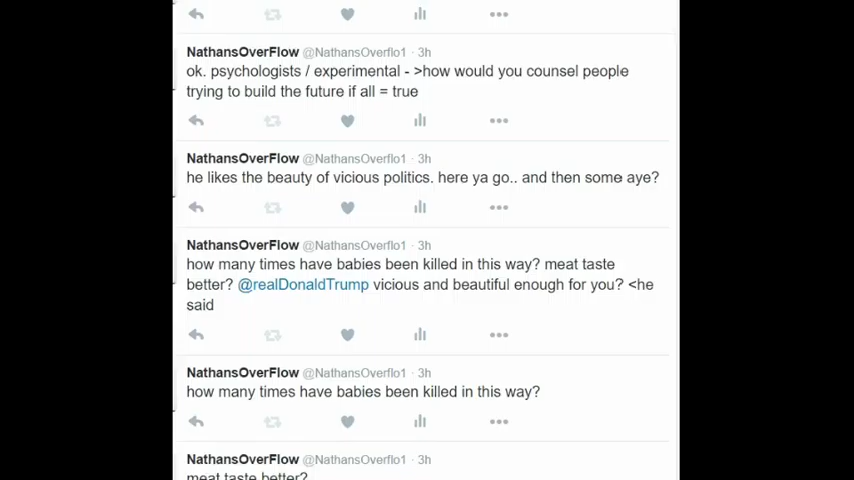 NathansOverFlow @NathansOverflo1 · 3h
ok. psychologists / experimental - >how would you counsel people
trying to build the future if all = true
NathansOverFlow @NathansOverflo1 · 3h
he likes the beauty of vicious politics. here ya go.. and then some aye?
NathansOverFlow @NathansOverflo1 · 3h
how many times have babies been killed in this way? meat taste
better? @realDonaldTrump vicious and beautiful enough for you? <he
said
NathansOverFlow @NathansOverflo1 · 3h
how many times have babies been killed in this way?
NathansOverFlow @NathansOverflo1 · 3h
meat taste better?